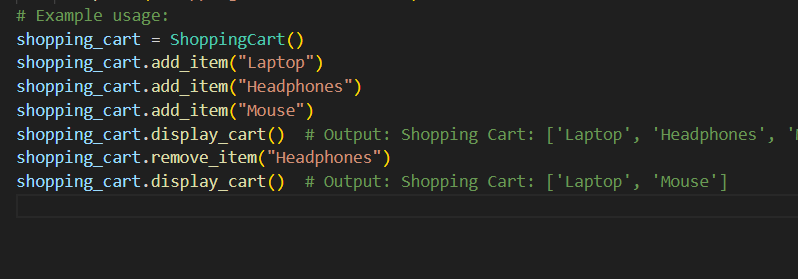 # Example usage:
shopping_cart = ShoppingCart()
shopping_cart.add_item("Laptop")
shopping_cart.add_item("Headphones")
shopping_cart.add_item("Mouse")
shopping_cart.display_cart()  # Output: Shopping Cart: ['Laptop', 'Headphones', '
shopping_cart.remove_item("Headphones")
shopping_cart.display_cart()  # Output: Shopping Cart: ['Laptop', 'Mouse']